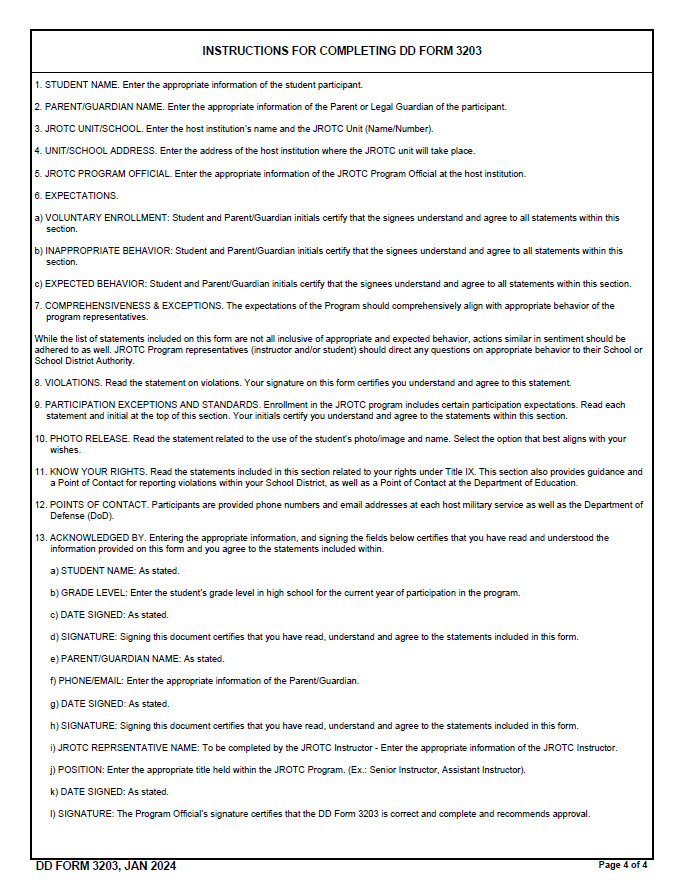 INSTRUCTIONS FOR COMPLETING DD FORM 3203
1. STUDENT NAME. Enter the appropriate information of the student participant.
2. PARENT/GUARDIAN NAME. Enter the appropriate information of the Parent or Legal Guardian of the participant.
3. JROTC UNIT/SCHOOL. Enter the host institution's name and the JROTC Unit (Name/Number).
4. UNIT/SCHOOL ADDRESS. Enter the address of the host institution where the JROTC unit will take place.
5. JROTC PROGRAM OFFICIAL. Enter the appropriate information of the JROTC Program Official at the host institution.
6. EXPECTATIONS.
a) VOLUNTARY ENROLLMENT: Student and Parent/Guardian initials certify that the signees understand and agree to all statements within this
section.
b) INAPPROPRIATE BEHAVIOR: Student and Parent/Guardian initials certify that the signees understand and agree to all statements within this
section.
c) EXPECTED BEHAVIOR: Student and Parent/Guardian initials certify that the signees understand and agree to all statements within this section.
7. COMPREHENSIVENESS & EXCEPTIONS. The expectations of the Program should comprehensively align with appropriate behavior of the
program representatives.
While the list of statements included on this form are not all inclusive of appropriate and expected behavior, actions similar in sentiment should be
adhered to as well. JROTC Program representatives (instructor and/or student) should direct any questions on appropriate behavior to their School or
School District Authority.
8. VIOLATIONS. Read the statement on violations. Your signature on this form certifies you understand and agree to this statement.
9. PARTICIPATION EXCEPTIONS AND STANDARDS. Enrollment in the JROTC program includes certain participation expectations. Read each
statement and initial at the top of this section. Your initials certify you understand and agree to the statements within this section.
10. PHOTO RELEASE. Read the statement related to the use of the student's photo/image and name. Select the option that best aligns with your
wishes.
11. KNOW YOUR RIGHTS. Read the statements included in this section related to your rights under Title IX. This section also provides guidance and
a Point of Contact for reporting violations within your School District, as well as a Point of Contact at the Department of Education.
12. POINTS OF CONTACT. Participants are provided phone numbers and email addresses at each host military service as well as the Department of
Defense (DoD).
13. ACKNOWLEDGED BY. Entering the appropriate information, and signing the fields below certifies that you have read and understood the
information provided on this form and you agree to the statements included within.
a) STUDENT NAME: As stated.
b) GRADE LEVEL: Enter the student's grade level in high school for the current year of participation in the program.
c) DATE SIGNED: As stated.
d) SIGNATURE: Signing this document certifies that you have read, understand and agree to the statements included in this form.
e) PARENT/GUARDIAN NAME: As stated.
f) PHONE/EMAIL: Enter the appropriate information of the Parent/Guardian.
g) DATE SIGNED: As stated.
h) SIGNATURE: Signing this document certifies that you have read, understand and agree to the statements included in this form.
i) JROTC REPRSENTATIVE NAME: To be completed by the JROTC Instructor - Enter the appropriate information of the JROTC Instructor.
j) POSITION: Enter the appropriate title held within the JROTC Program. (Ex.: Senior Instructor, Assistant Instructor).
k) DATE SIGNED: As stated.
l) SIGNATURE: The Program Official's signature certifies that the DD Form 3203 is correct and complete and recommends approval.
DD FORM 3203, JAN 2024
Page 4 of 4